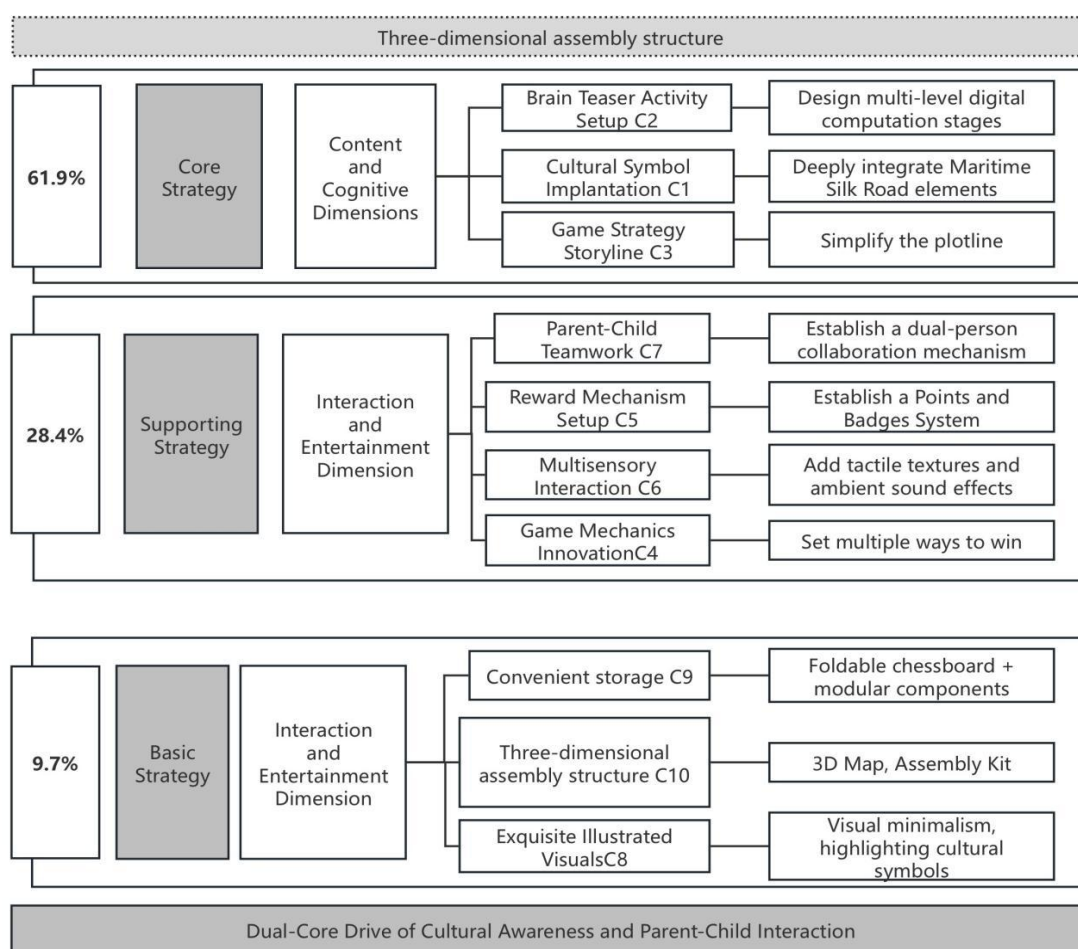 Three-dimensional assembly structure
61.9%
Core
Strategy
Content
and
Cognitive
Dimensions
Brain Teaser Activity
Setup C2
Design multi-level digital
computation stages
Cultural Symbol
Implantation C1
Deeply integrate Maritime
Silk Road elements
Game Strategy
Storyline C3
Simplify the plotline
28.4%
Supporting
Strategy
Interaction
and
Entertainment
Dimension
Parent-Child
Teamwork C7
Establish a dual-person
collaboration mechanism
Reward Mechanism
Setup C5
Establish a Points and
Badges System
Multisensory
Interaction C6
Add tactile textures and
ambient sound effects
Game Mechanics
InnovationC4
Set multiple ways to win
9.7%
Basic
Strategy
Interaction
and
Entertainment
Dimension
Convenient storage C9
Foldable chessboard +
modular components
Three-dimensional
assembly structure C10
3D Map, Assembly Kit
Exquisite Illustrated
VisualsC8
Visual minimalism,
highlighting cultural
symbols
Dual-Core Drive of Cultural Awareness and Parent-Child Interaction